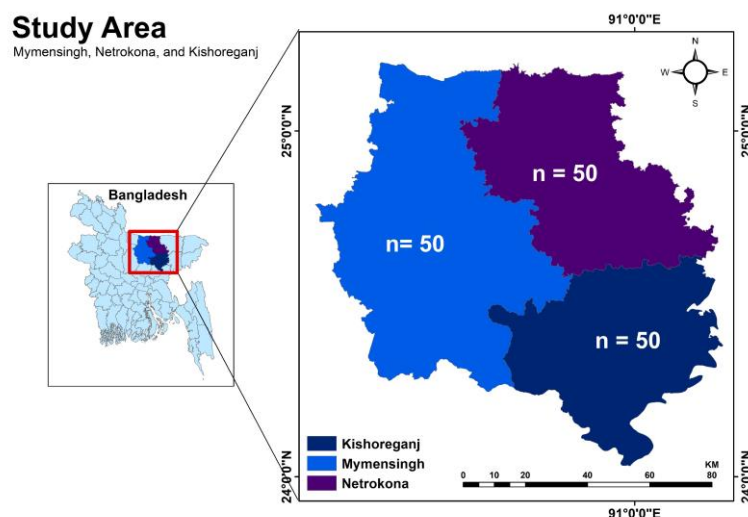 Study Area
Mymensingh, Netrokona, and Kishoreganj
91°0'0"E
N
W E
S
25°0'0"N
25°0'0"N
Bangladesh
n = 50
n= 50
n = 50
Kishoreganj
Mymensingh
Netrokona
KM
0 10 20 40 60 80
24°0'0"N
24°0'0"N
91°0'0"E